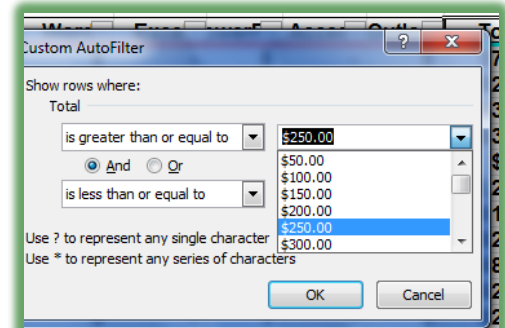 Custom AutoFilter
?
X
Show rows where:
Total
is greater than or equal to
$250.00
And Or
$50.00
$100.00
$150.00
is less than or equal to
$200.00
$250.00
Use ? to represent any single character
$300.00
Use * to represent any series of characters
OK Cancel